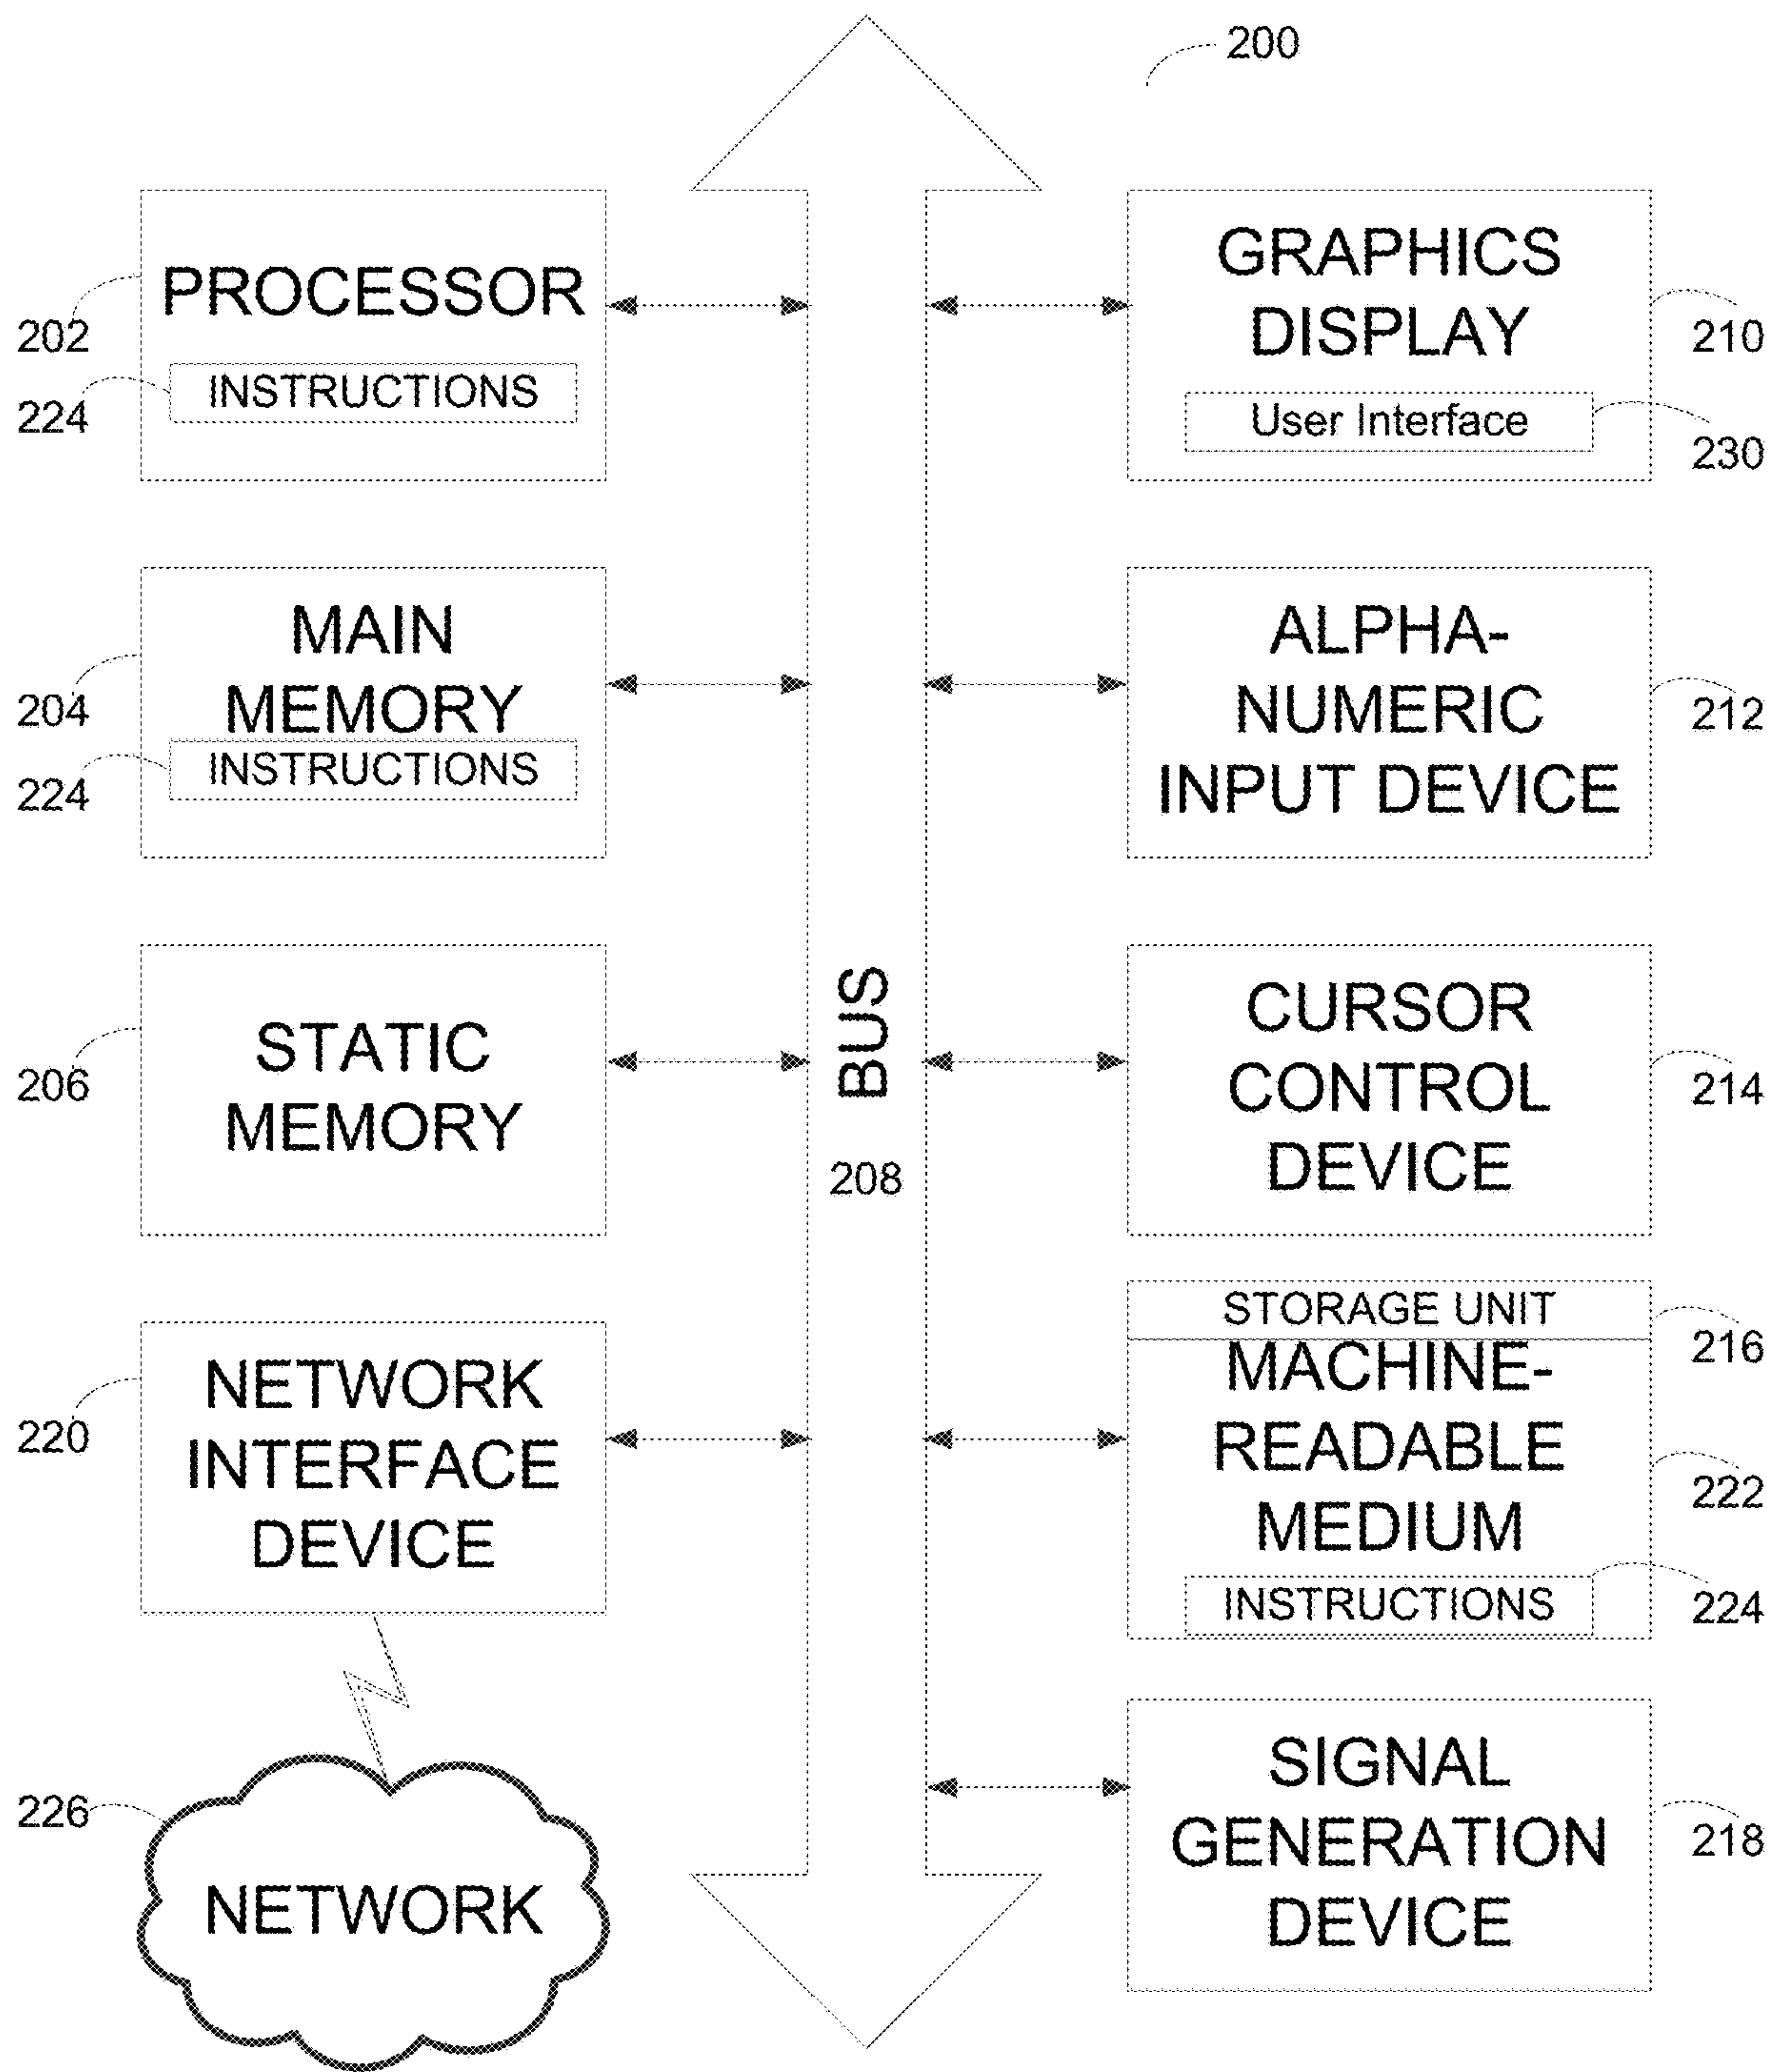 200
PROCESSOR
202
INSTRUCTIONS
224
MAIN
MEMORY
204
INSTRUCTIONS
224
STATIC
MEMORY
206
NETWORK
INTERFACE
DEVICE
220
226
NETWORK
BUS
208
GRAPHICS
DISPLAY
210
User Interface
230
ALPHA-
NUMERIC
INPUT DEVICE
212
CURSOR
CONTROL
DEVICE
214
STORAGE UNIT
216
MACHINE-
READABLE
MEDIUM
222
INSTRUCTIONS
224
SIGNAL
GENERATION
DEVICE
218